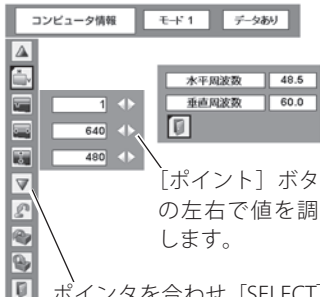 コンピュータ情報 モード 1 データあり
水平周波数 48.5
垂直周波数 60.0
1
640
480
［ポイント］ボタ
の左右で値を調
します。
ポインタを合わせ［SELECT］